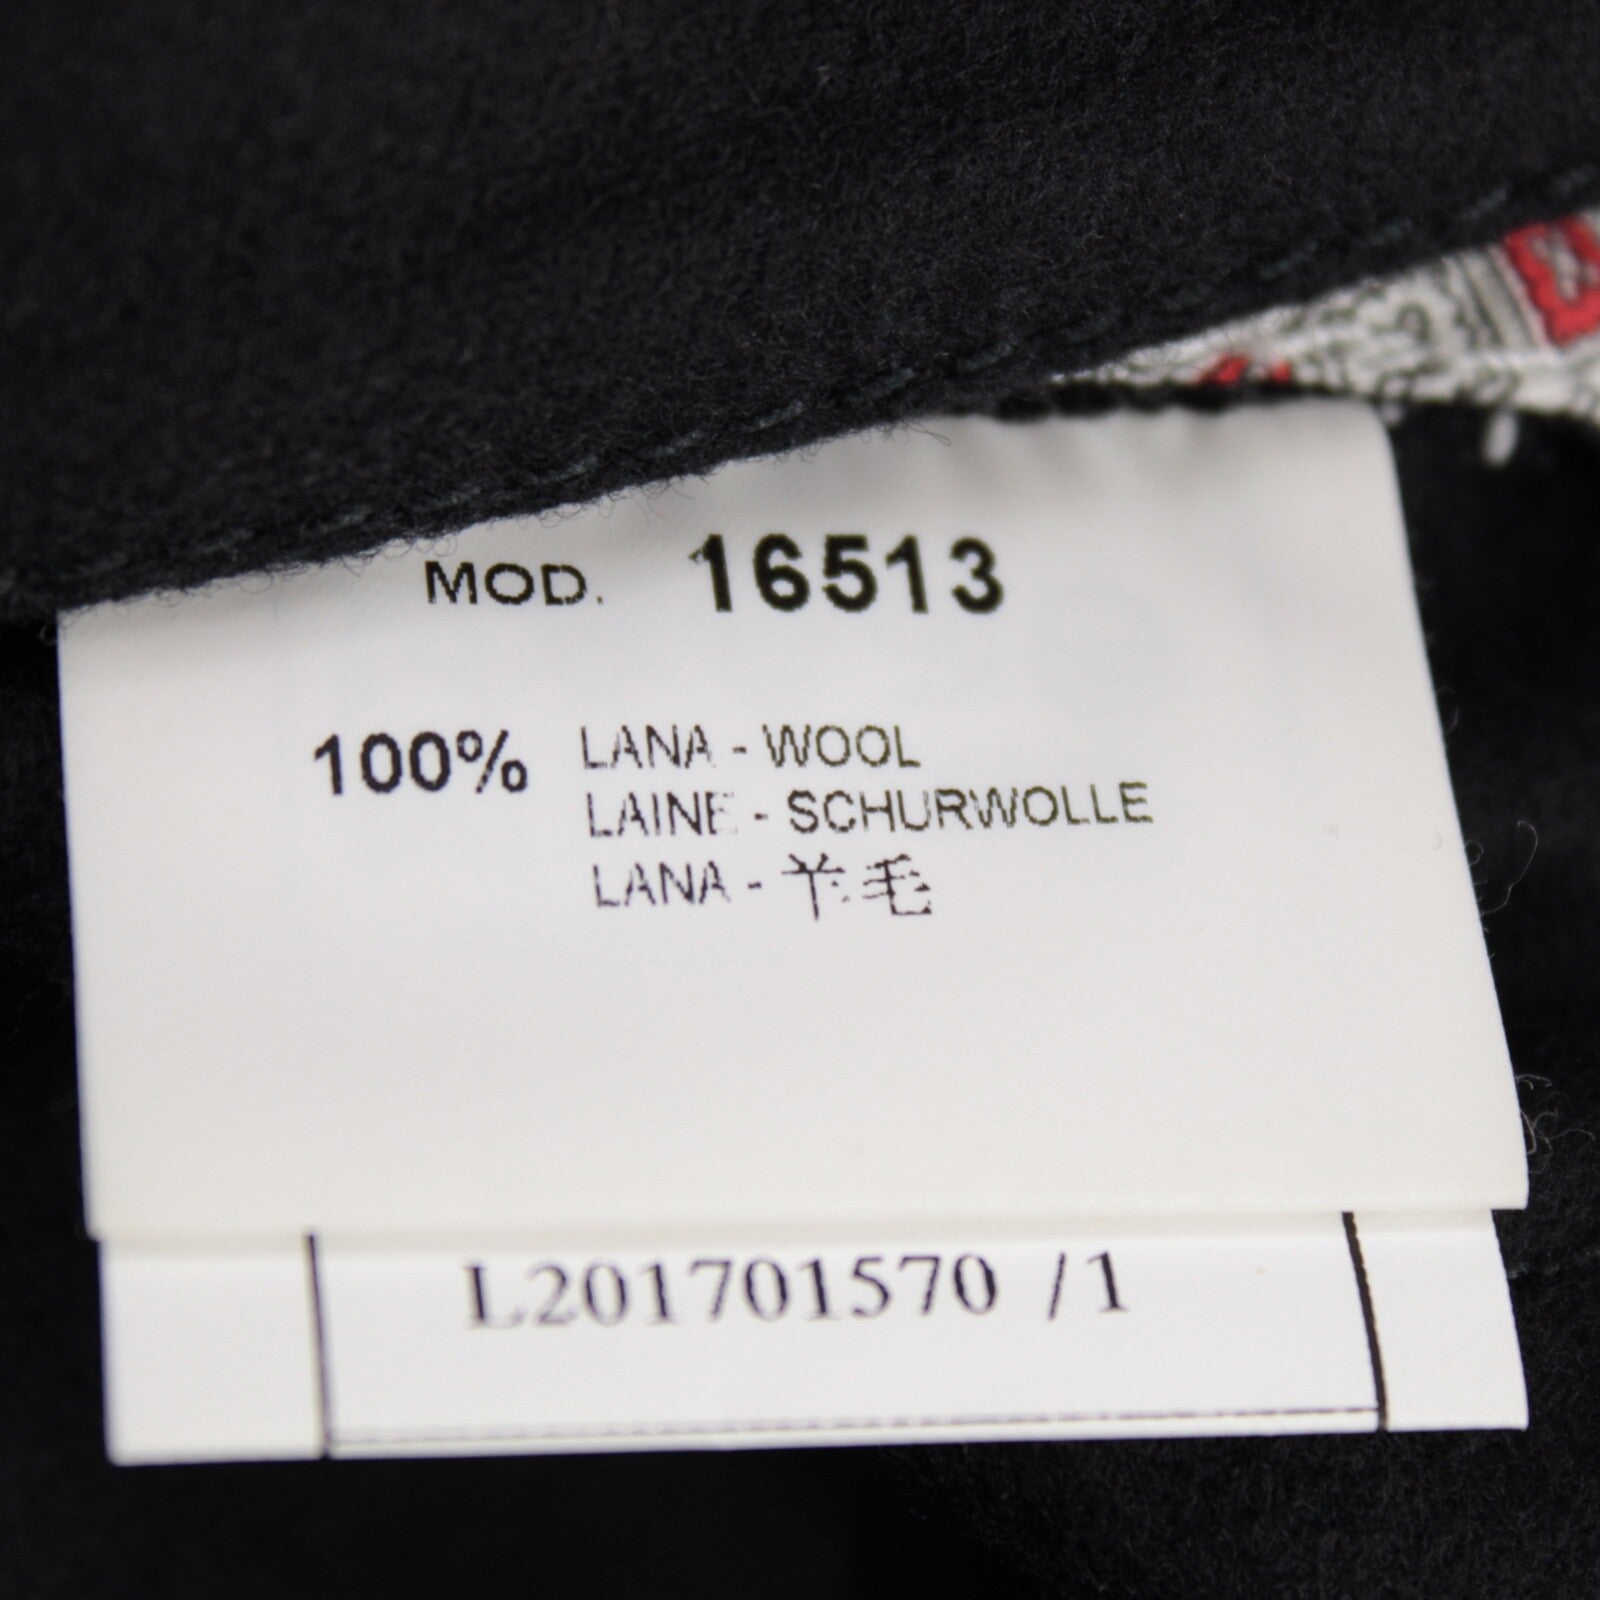 MOD. 16513
100% LANA - WOOL
LAINE - SCHURWOLLE
LANA - 羊毛
L201701570 /1